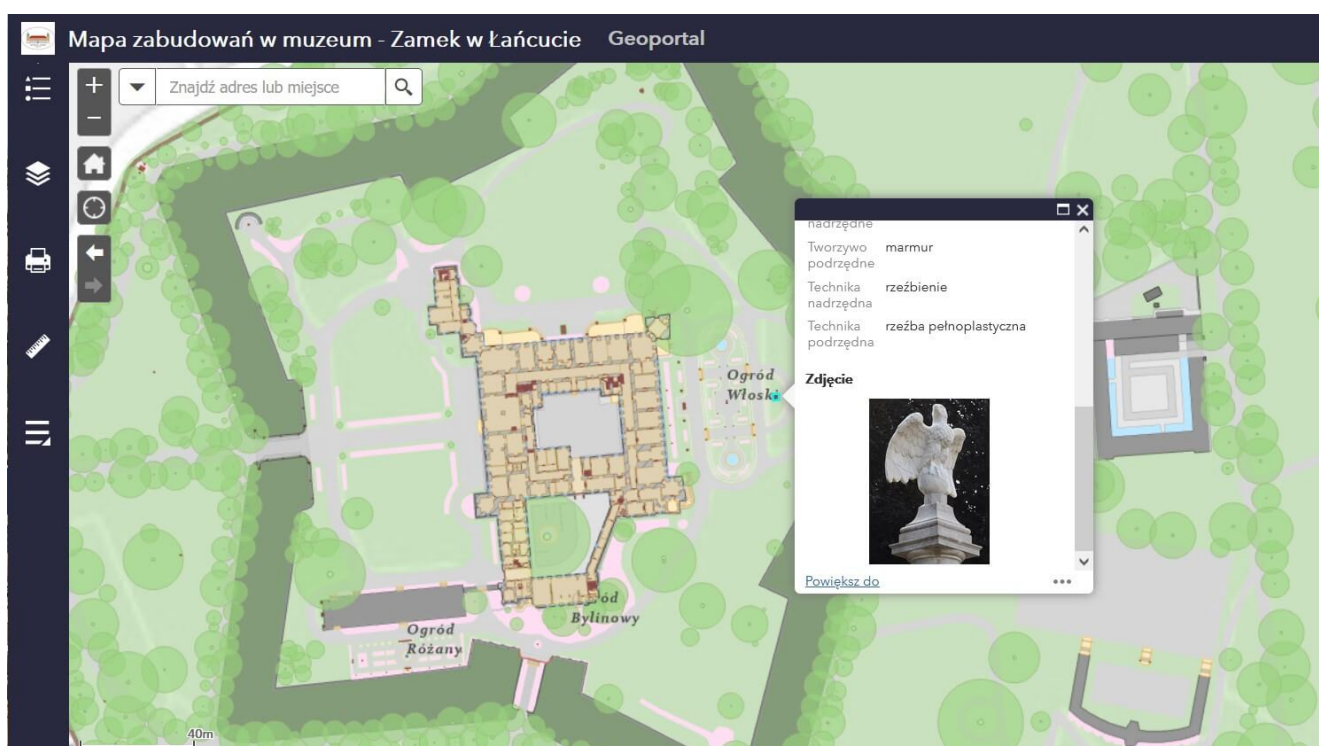 Mapa zabudowań w muzeum - Zamek w Łańcucie Geoportal
Znajdź adres lub miejsce
nadrzędne
Tworzywo podrzędne marmur
Technika nadrzędna rzeźbienie
Technika podrzędna rzeźba pełnoplastyczna
Zdjęcie
Powiększ do
Ogród
Włoski
Ogród
Bylinowy
Ogród
Różany
40m